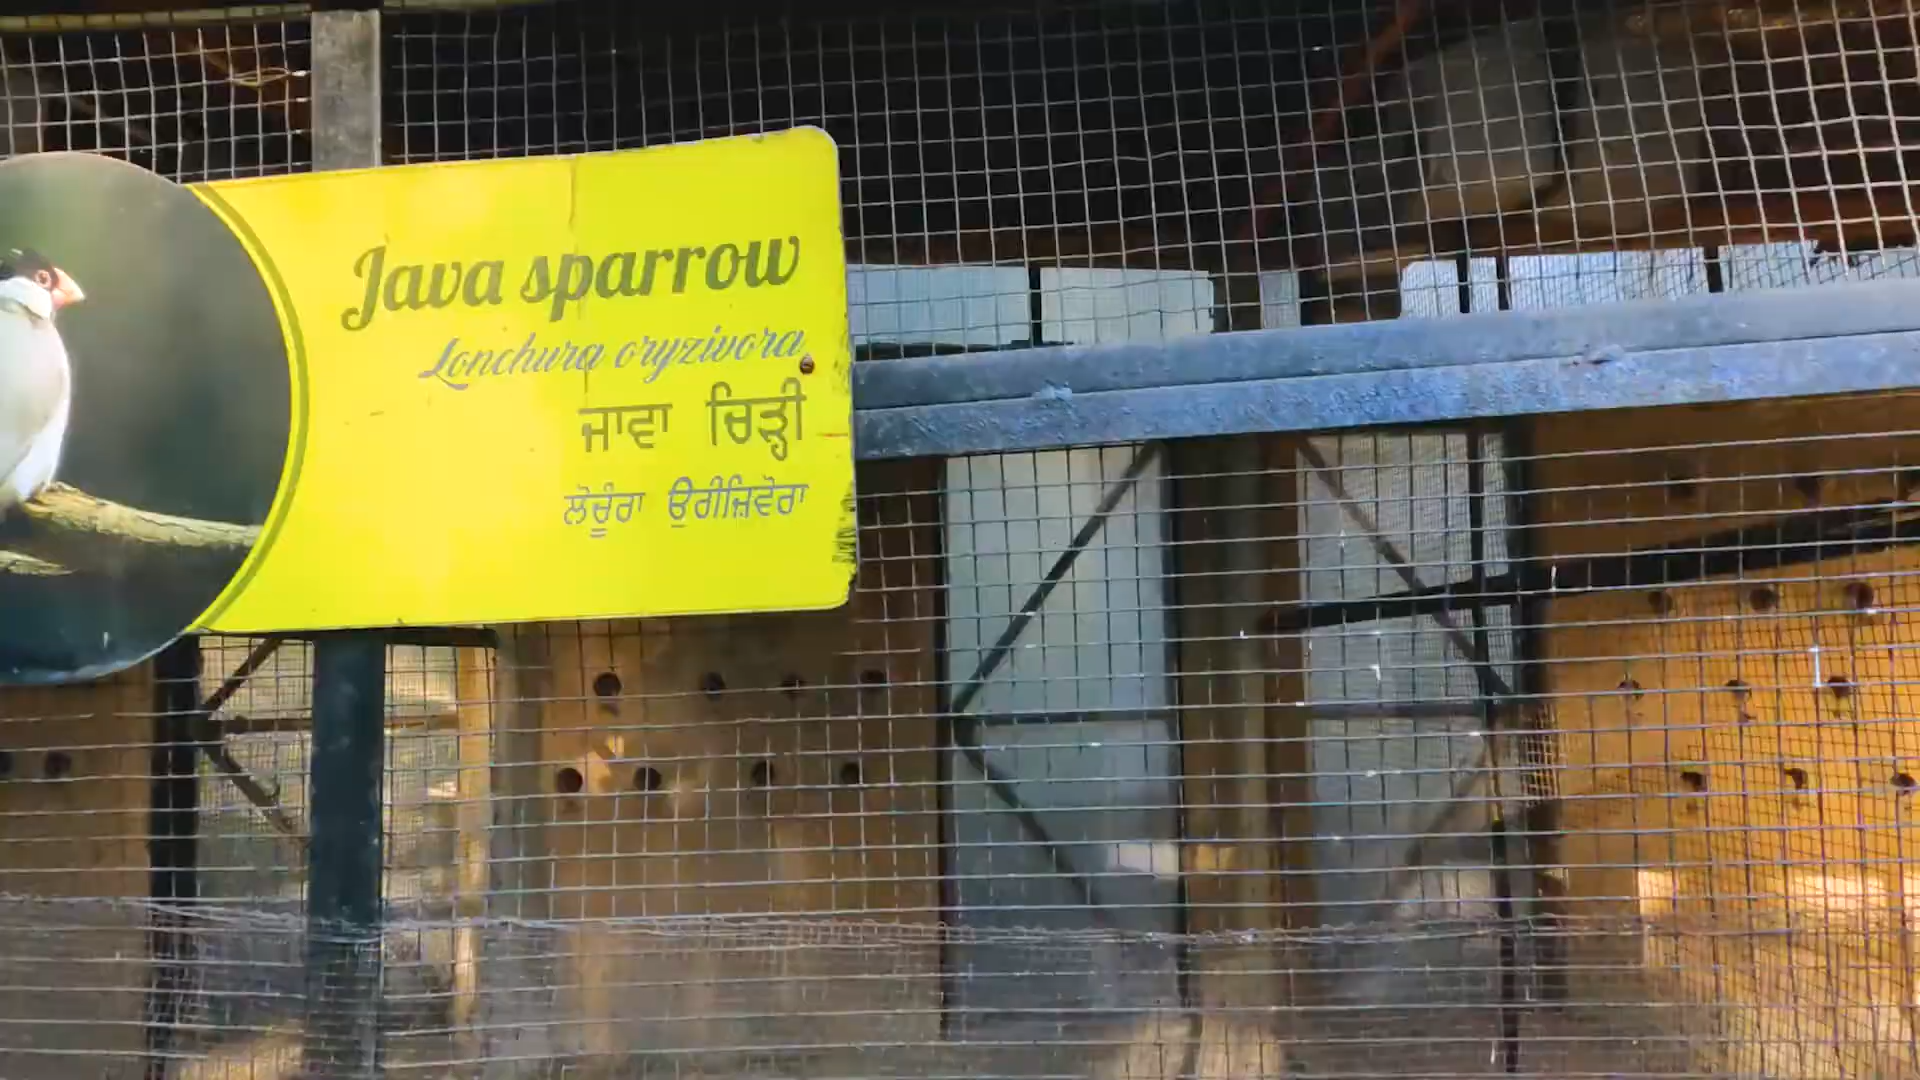 Java sparrow
Lonchura oryzivora
ਜਾਵਾ ਚਿੜ੍ਹੀ
ਲੋਚੂੰਰਾ ਉਰੀਜ਼ਿਵੋਰਾ